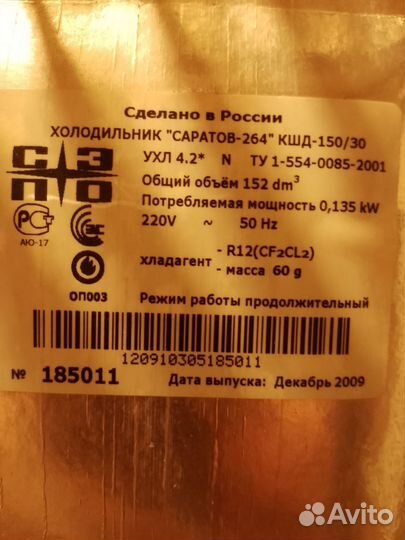 Сделано в России
ХОЛОДИЛЬНИК "САРАТОВ-264" КШД-150/30
УХЛ 4.2* N ТУ 1-554-0085-2001
Общий объём 152 dm³
Потребляемая мощность 0,135 kW
220V ~ 50 Hz
СЭПО
РСТ
АЮ-17
ОП003
хладагент
- R12(CF₂CL₂)
- масса 60 g
Режим работы продолжительный
120910305185011
№ 185011 Дата выпуска: Декабрь 2009
Avito